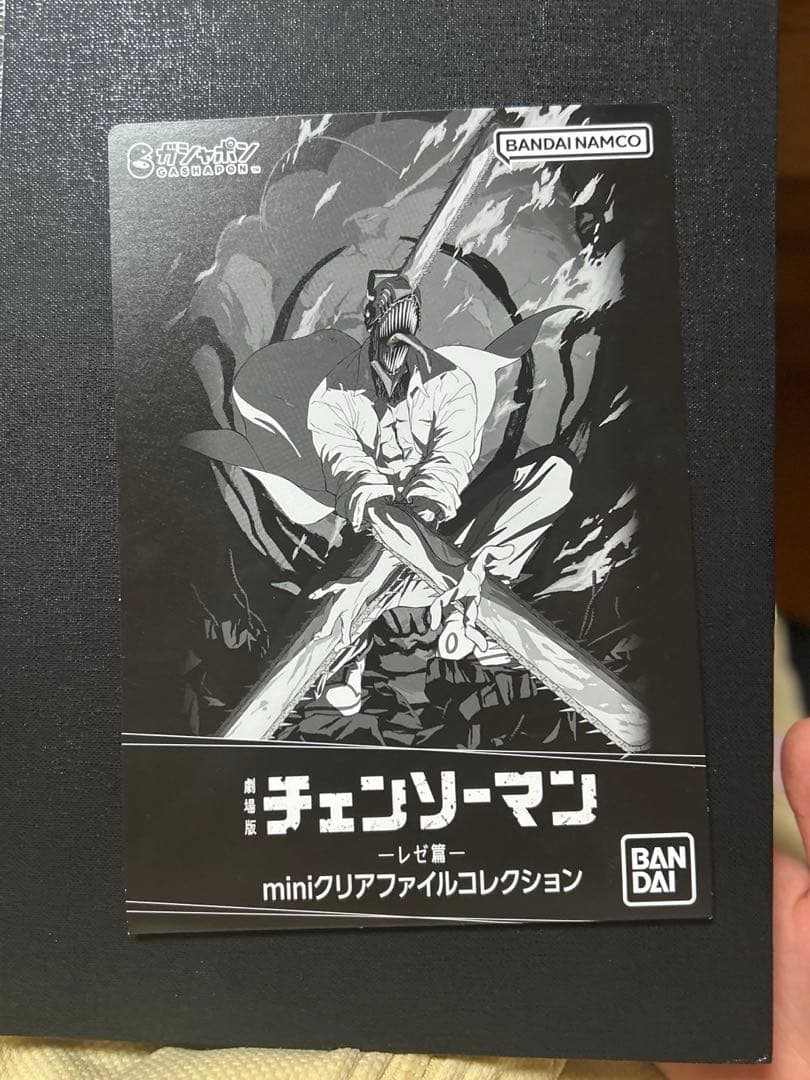 ガシャポン
GASHAPON™
BANDAI NAMCO
劇場版
チェンソーマン
—レゼ篇—
miniクリアファイルコレクション
BAN
DAI